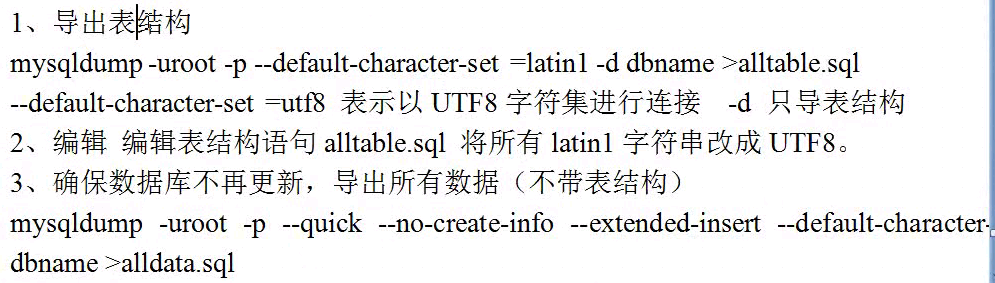 1、导出表结构
mysqldump -uroot -p --default-character-set =latin1 -d dbname >alltable.sql
--default-character-set =utf8 表示以 UTF8 字符集进行连接 -d 只导表结构
2、编辑 编辑表结构语句 alltable.sql 将所有 latin1 字符串改成 UTF8。
3、确保数据库不再更新，导出所有数据（不带表结构）
mysqldump -uroot -p --quick --no-create-info --extended-insert --default-character-
dbname >alldata.sql